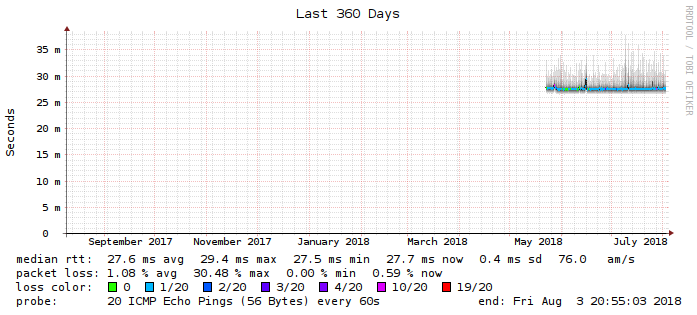 Last 360 Days
RRDTOOL / TOBI OETIKER
Seconds
35 m
30 m
25 m
20 m
15 m
10 m
5 m
0
September 2017 November 2017 January 2018 March 2018 May 2018 July 2018
median rtt: 27.6 ms avg 29.4 ms max 27.5 ms min 27.7 ms now 0.4 ms sd 76.0 am/s
packet loss: 1.08 % avg 30.48 % max 0.00 % min 0.59 % now
loss color: 0 1/20 2/20 3/20 4/20 10/20 19/20
probe: 20 ICMP Echo Pings (56 Bytes) every 60s end: Fri Aug 3 20:55:03 2018